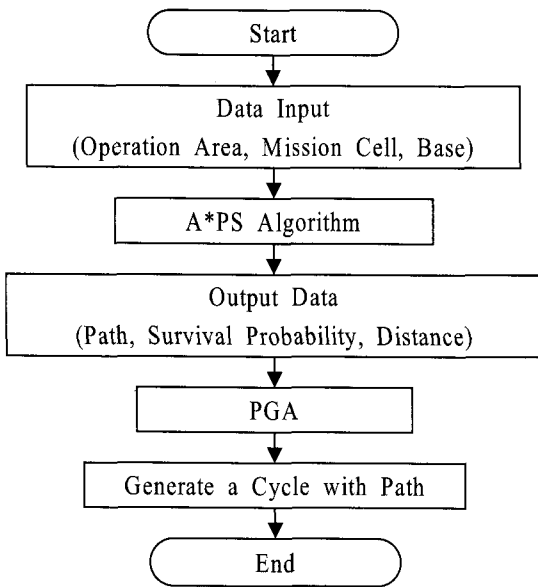 Start
Data Input
(Operation Area, Mission Cell, Base)
A*PS Algorithm
Output Data
(Path, Survival Probability, Distance)
PGA
Generate a Cycle with Path
End